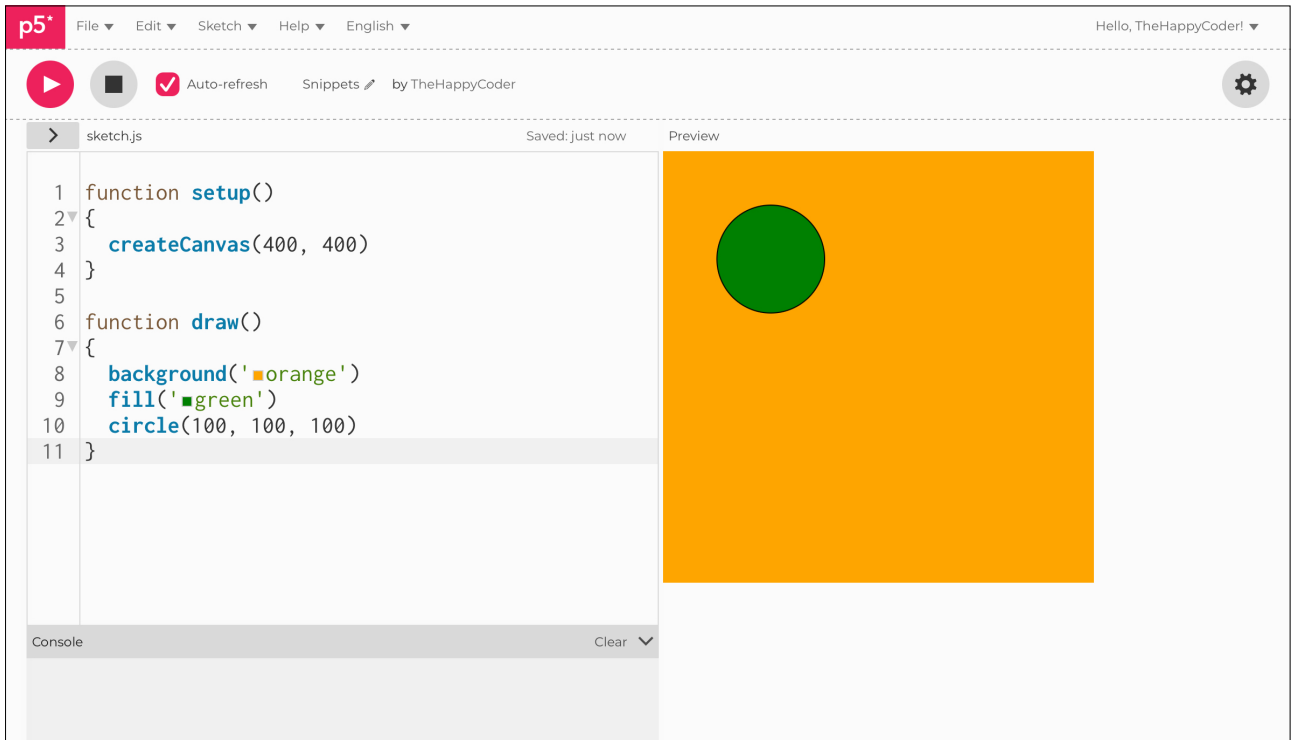 p5* File Edit Sketch Help English Hello, TheHappyCoder!
Auto-refresh Snippets by TheHappyCoder
sketch.js Saved: just now Preview
1 function setup()
2 {
3 createCanvas(400, 400)
4 }
5
6 function draw()
7 {
8 background('orange')
9 fill('green')
10 circle(100, 100, 100)
11 }
Console Clear